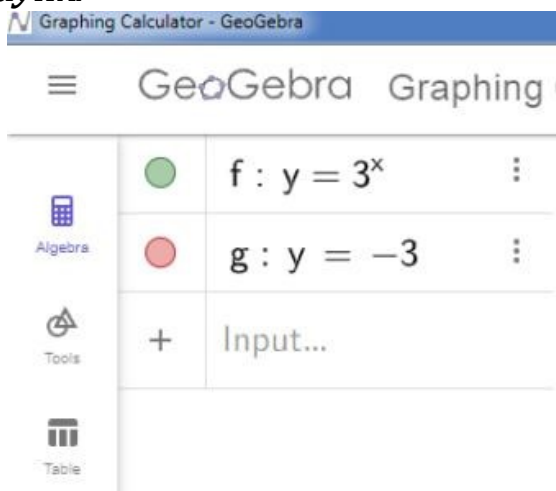 Graphing Calculator - GeoGebra
GeoGebra Graphing
f : y = 3ˣ
Algebra
g : y = −3
Tools
+ Input...
Table